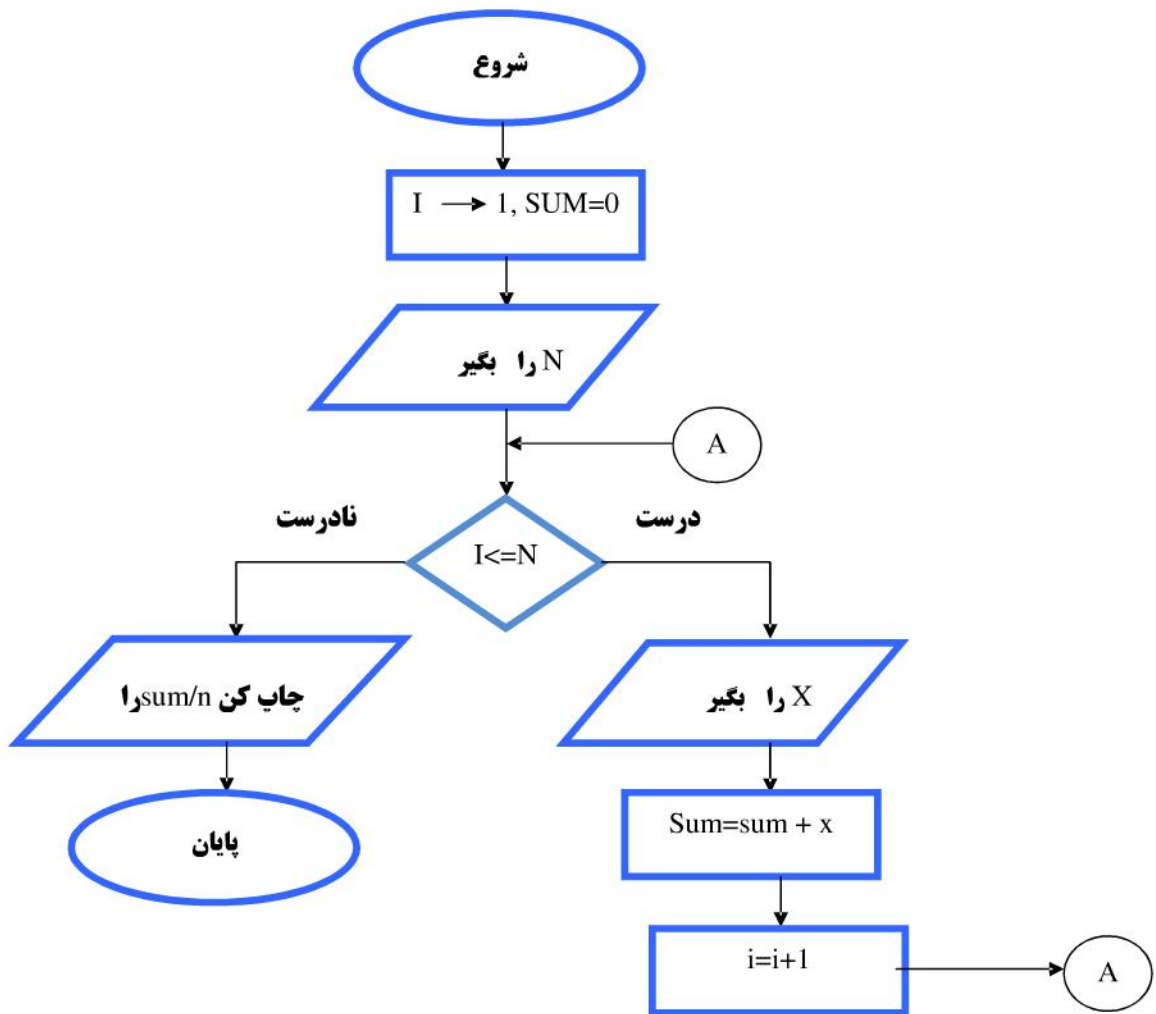 شروع
I → 1, SUM=0
N را بگیر
A
نادرست
درست
I<=N
چاپ کن sum/nرا
X را بگیر
Sum=sum + x
پایان
i=i+1
A